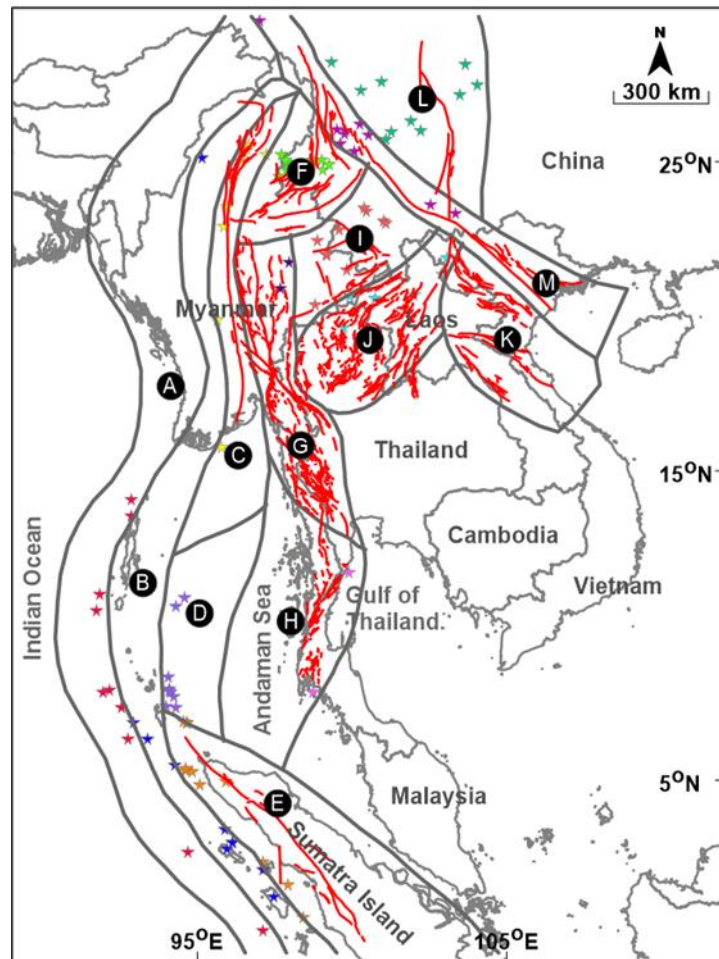 N
300 km
L
China
25°N
F
I
M
Myanmar
Laos
J
K
A
G
Thailand
C
15°N
Cambodia
B
Vietnam
D
Gulf of
Thailand.
H
Indian Ocean
Andaman Sea
5°N
Malaysia
E
Sumatra Island
95°E
105°E